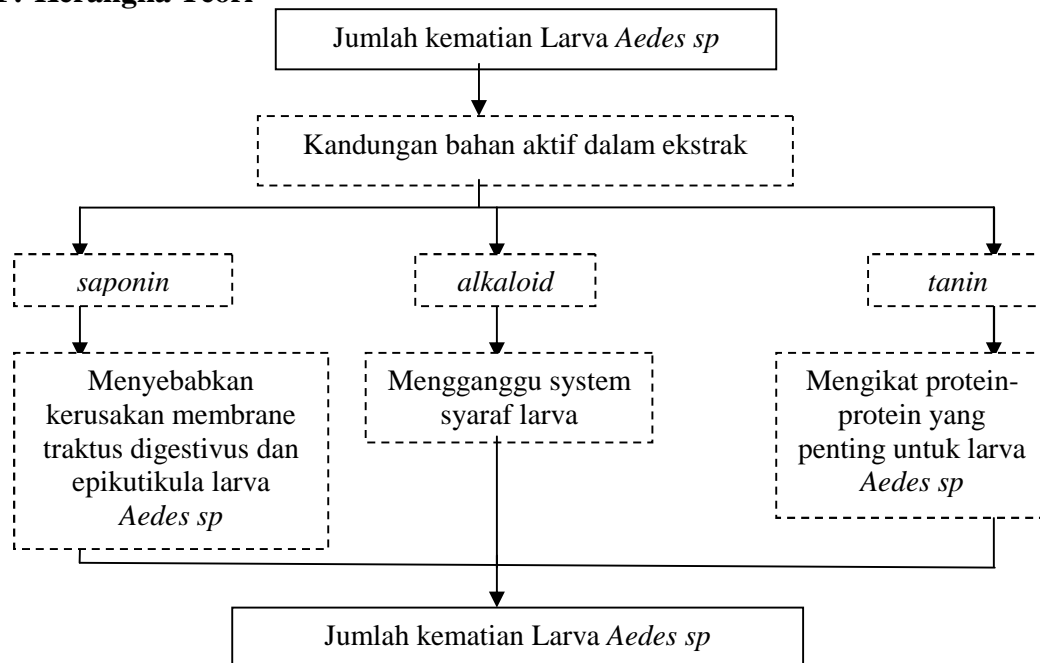 Jumlah kematian Larva Aedes sp
Kandungan bahan aktif dalam ekstrak
saponin
alkaloid
tanin
Menyebabkan
kerusakan membrane
traktus digestivus dan
epikutikula larva
Aedes sp
Mengganggu system
syaraf larva
Mengikat protein-
protein yang
penting untuk larva
Aedes sp
Jumlah kematian Larva Aedes sp